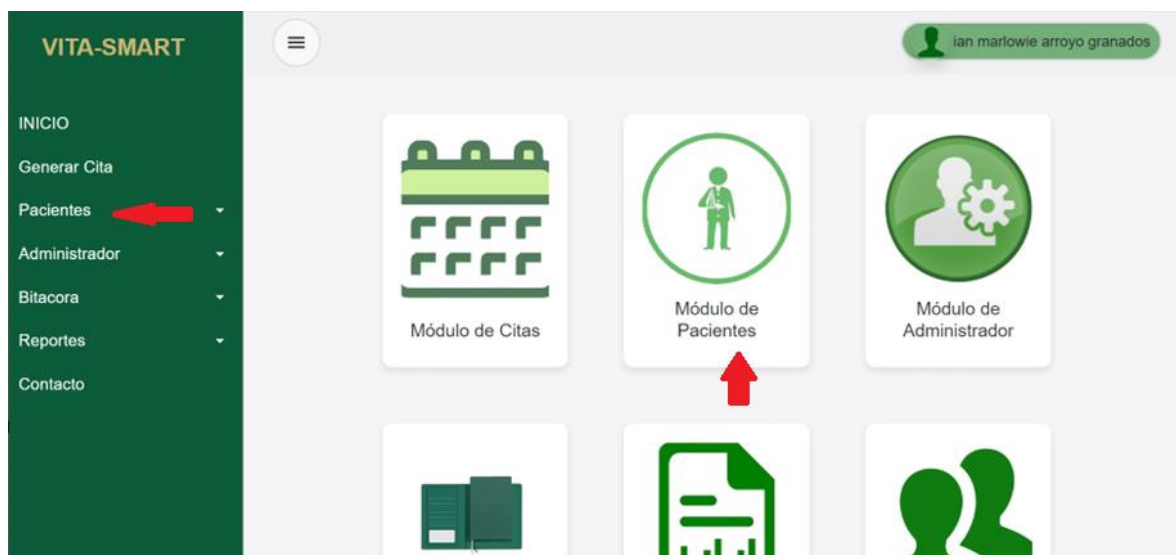 VITA-SMART
ian marlowie arroyo granados
INICIO
Generar Cita
Pacientes
Administrador
Bitacora
Reportes
Contacto
Módulo de Citas
Módulo de
Pacientes
Módulo de
Administrador